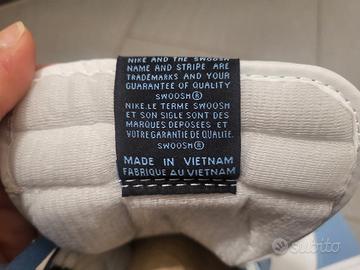 NIKE AND THE SWOOSH
NAME AND STRIPE ARE
TRADEMARKS AND YOUR
GUARANTEE OF QUALITY
SWOOSH®
NIKE.LE TERME SWOOSH
ET SON SIGLE SONT DES
MARQUES DEPOSEES ET
VOTRE GARANTIE DE QUALITE.
SWOOSH®
MADE IN VIETNAM
FABRIQUE AU VIETNAM
subito